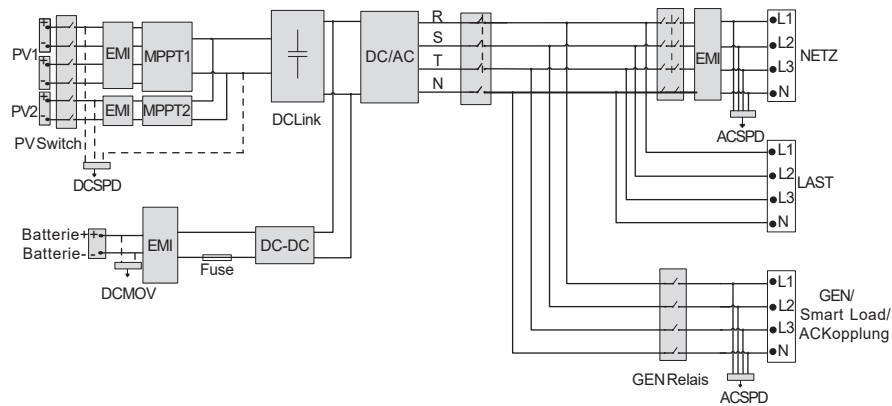 PV1
PV2
+
-
+
-
+
-
PV Switch
EMI
MPPT1
EMI
MPPT2
DCSPD
DCLink
DC/AC
R
S
T
N
EMI
L1
L2
L3
N
NETZ
ACSPD
L1
L2
L3
N
LAST
Batterie+
Batterie-
+
-
EMI
DCMOV
Fuse
DC-DC
GEN Relais
L1
L2
L3
N
GEN/
Smart Load/
ACKopplung
ACSPD